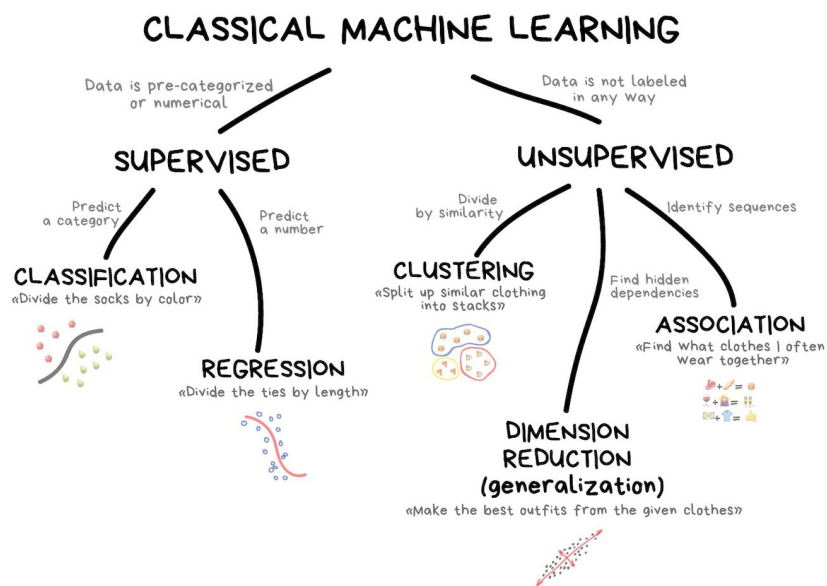 CLASSICAL MACHINE LEARNING
Data is pre-categorized
or numerical
Data is not labeled
in any way
SUPERVISED
UNSUPERVISED
Predict
a category
Predict
a number
Divide
by similarity
Identify sequences
CLASSIFICATION
«Divide the socks by color»
CLUSTERING
«Split up similar clothing
into stacks»
Find hidden
dependencies
ASSOCIATION
«Find what clothes I often
wear together»
REGRESSION
«Divide the ties by length»
+ =
+ =
+ =
DIMENSION
REDUCTION
(generalization)
«Make the best outfits from the given clothes»